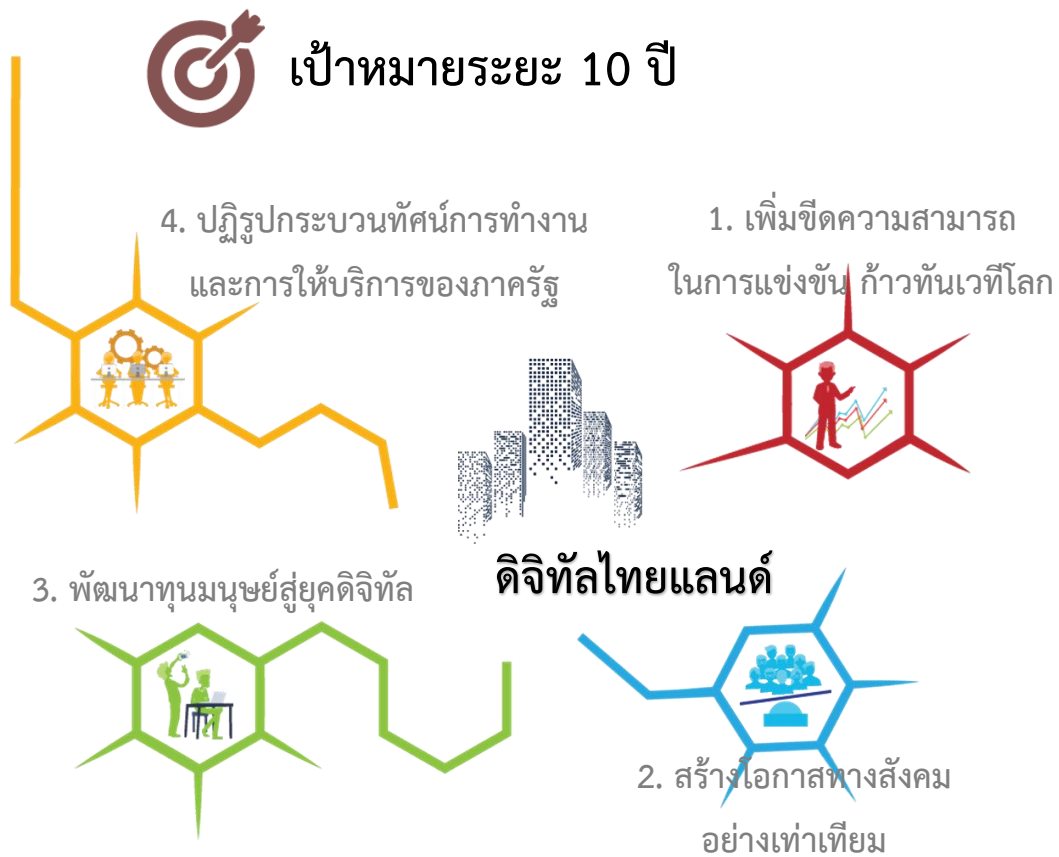 เป้าหมายระยะ 10 ปี
4. ปฏิรูปกระบวนทัศน์การทำงาน
และการให้บริการของภาครัฐ
1. เพิ่มขีดความสามารถ
ในการแข่งขัน ก้าวทันเวทีโลก
ดิจิทัลไทยแลนด์
3. พัฒนาทุนมนุษย์สู่ยุคดิจิทัล
2. สร้างโอกาสทางสังคม
อย่างเท่าเทียม